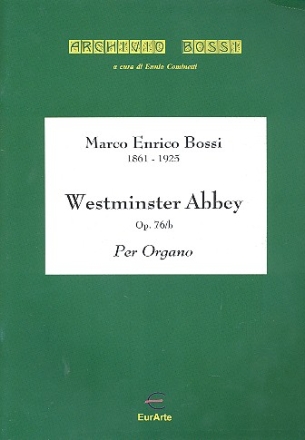 ARCHIVIO BOSSI
a cura di Ennio Cominetti
Marco Enrico Bossi
1861 - 1925
Westminster Abbey
Op. 76/b
Per Organo
EurArte